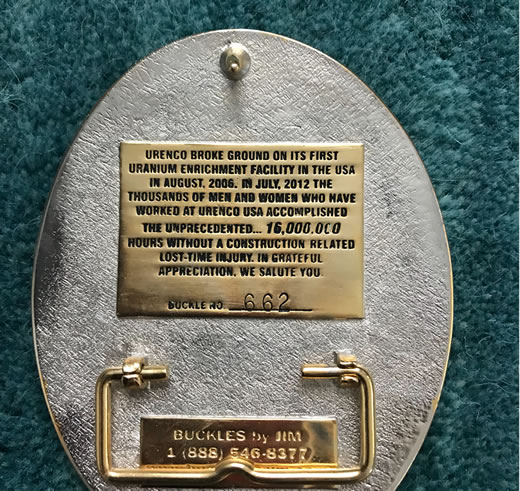 URENCO BROKE GROUND ON ITS FIRST
URANIUM ENRICHMENT FACILITY IN THE USA
IN AUGUST, 2006. IN JULY, 2012 THE
THOUSANDS OF MEN AND WOMEN WHO HAVE
WORKED AT URENCO USA ACCOMPLISHED
THE UNPRECEDENTED... 16,000,000
HOURS WITHOUT A CONSTRUCTION RELATED
LOST-TIME INJURY. IN GRATEFUL
APPRECIATION, WE SALUTE YOU
BUCKLE NO. 662
BUCKLES by JIM
1 (888) 546-8377